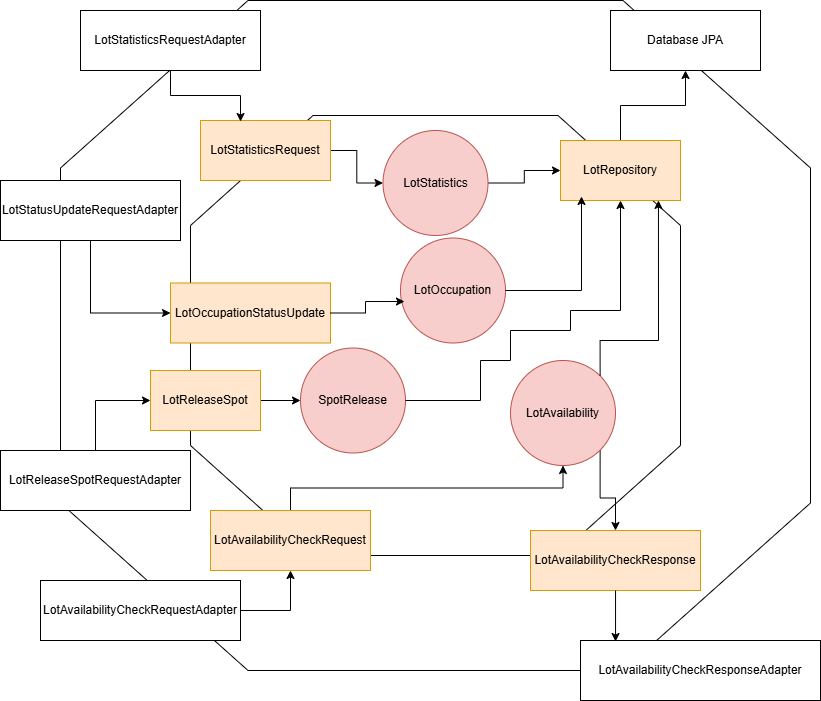 LotStatisticsRequestAdapter
Database JPA
LotStatisticsRequest
LotStatistics
LotRepository
LotStatusUpdateRequestAdapter
LotOccupation
LotOccupationStatusUpdate
LotReleaseSpot
SpotRelease
LotAvailability
LotReleaseSpotRequestAdapter
LotAvailabilityCheckRequest
LotAvailabilityCheckResponse
LotAvailabilityCheckRequestAdapter
LotAvailabilityCheckResponseAdapter